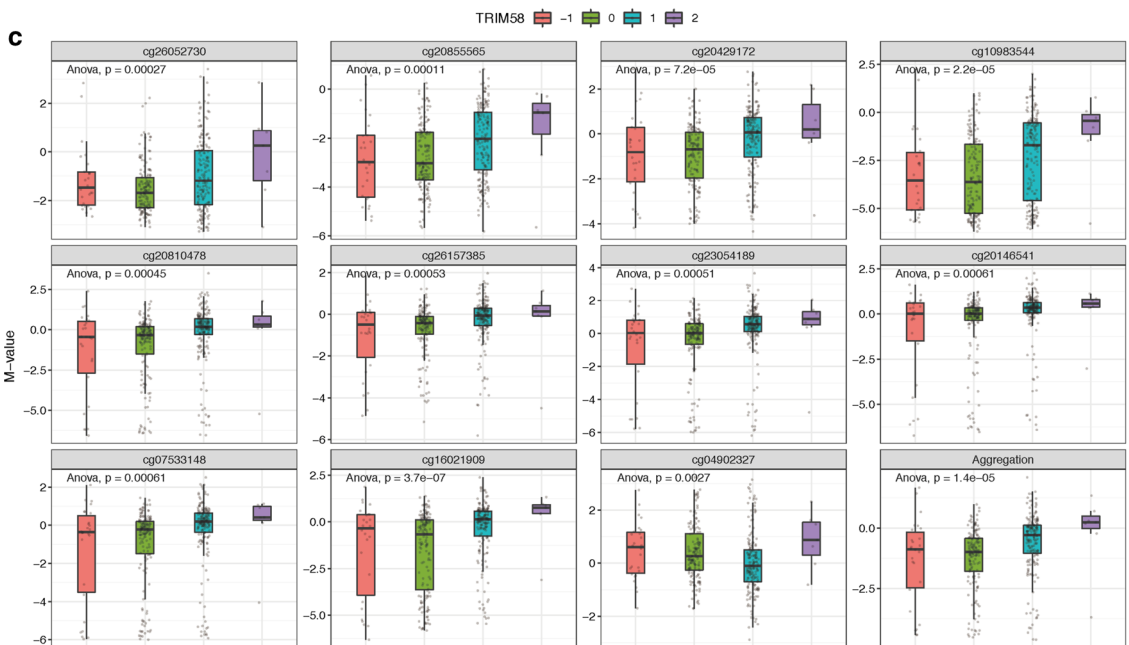 TRIM58 -1 0 1 2
c
cg26052730 cg20855565 cg20429172 cg10983544
Anova, p = 0.00027 Anova, p = 0.00011 Anova, p = 7.2e-05 Anova, p = 2.2e-05
2 0 2 2.5
0 -2 0 0.0
-2 -4 -2 -2.5
-6 -4 -5.0
cg20810478 cg26157385 cg23054189 cg20146541
Anova, p = 0.00045 Anova, p = 0.00053 Anova, p = 0.00051 Anova, p = 0.00061
2.5 2 4 2.5
0.0 0 2 0.0
-2.5 -2 0 -2.5
-5.0 -4 -2 -5.0
-6 -4
-6
M-value
cg07533148 cg16021909 cg04902327 Aggregation
Anova, p = 0.00061 Anova, p = 3.7e-07 Anova, p = 0.0027 Anova, p = 1.4e-05
2 2.5 2 0.0
0 0.0 0 -2.5
-2 -2.5 -2
-4 -5.0
-6